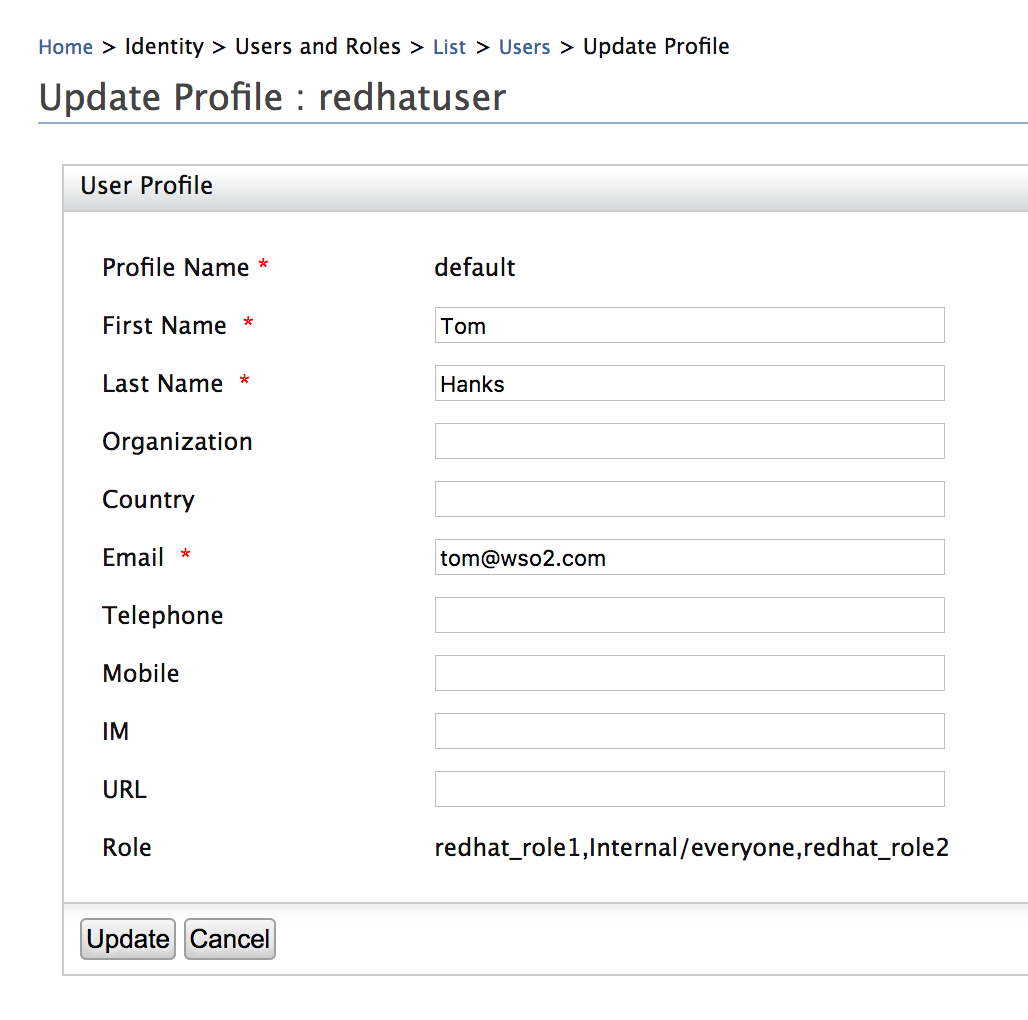 Home > Identity > Users and Roles > List > Users > Update Profile
Update Profile : redhatuser
User Profile
Profile Name * default
First Name * Tom
Last Name * Hanks
Organization
Country
Email * tom@wso2.com
Telephone
Mobile
IM
URL
Role redhat_role1,Internal/everyone,redhat_role2
Update Cancel